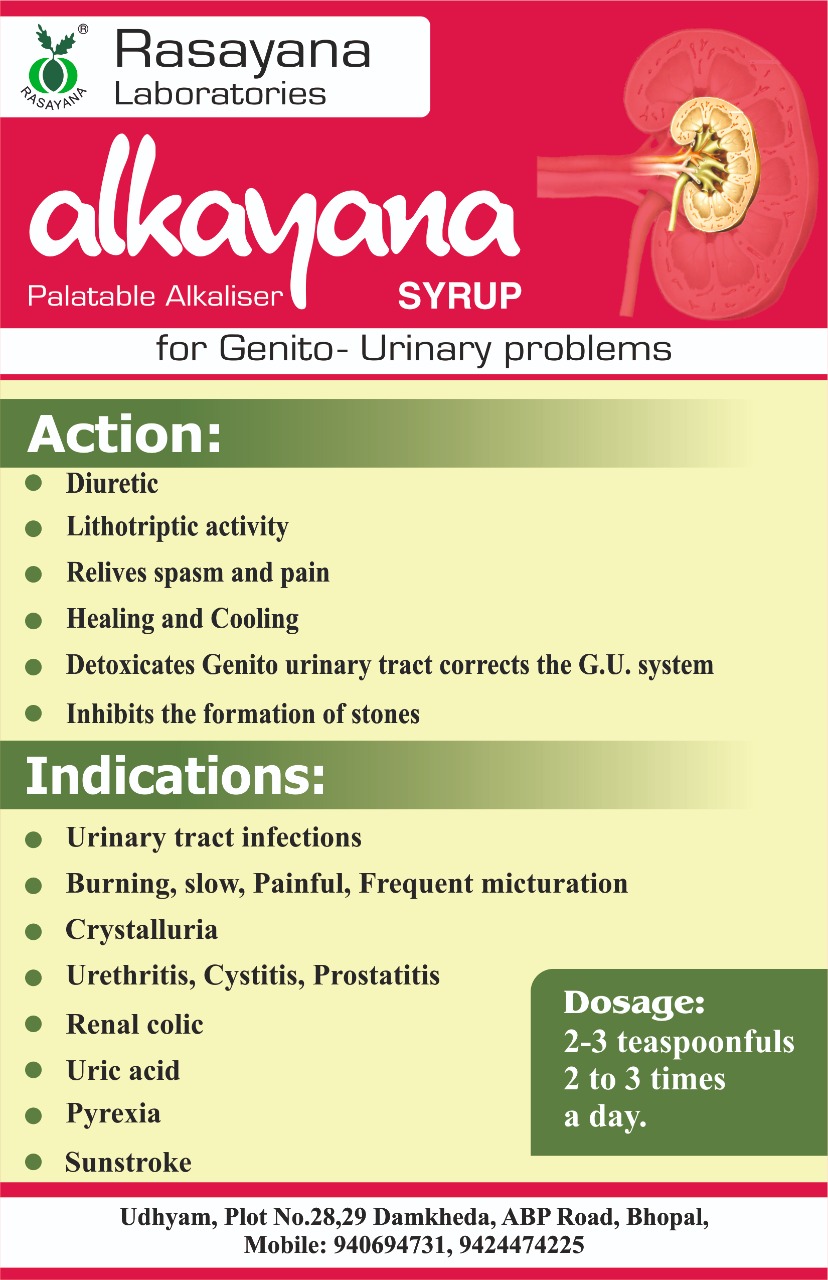 ®
RASAYANA
Rasayana
Laboratories
alkayana
Palatable Alkaliser
SYRUP
for Genito- Urinary problems
Action:
Diuretic
Lithotriptic activity
Relives spasm and pain
Healing and Cooling
Detoxicates Genito urinary tract corrects the G.U. system
Inhibits the formation of stones
Indications:
Urinary tract infections
Burning, slow, Painful, Frequent micturation
Crystalluria
Urethritis, Cystitis, Prostatitis
Renal colic
Uric acid
Pyrexia
Sunstroke
Dosage:
2-3 teaspoonfuls
2 to 3 times
a day.
Udhyam, Plot No.28,29 Damkheda, ABP Road, Bhopal,
Mobile: 940694731, 9424474225